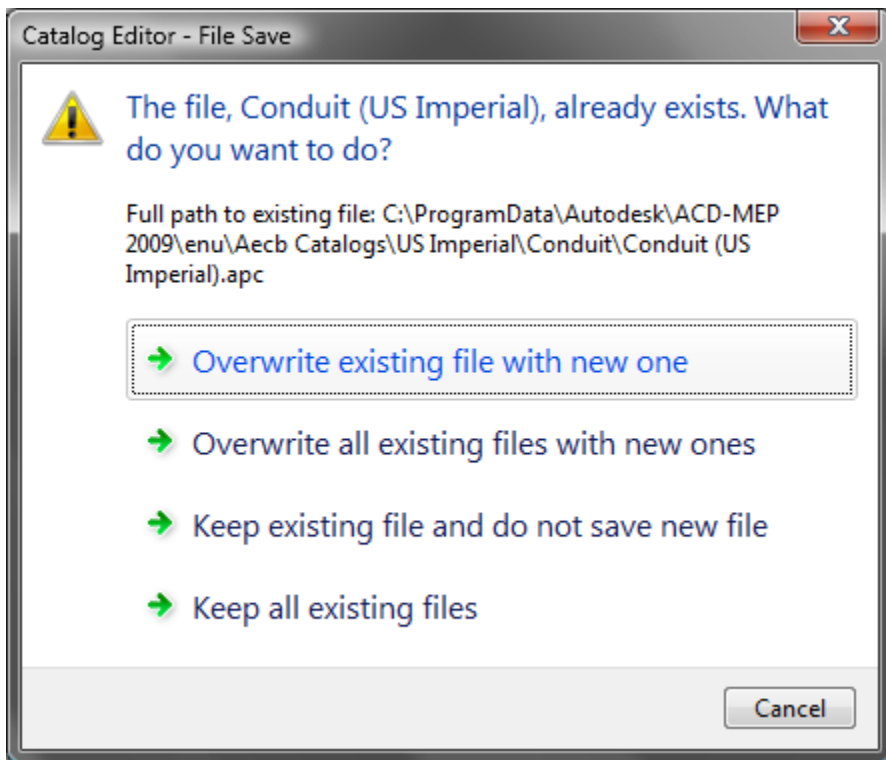 Catalog Editor - File Save
The file, Conduit (US Imperial), already exists. What
do you want to do?
Full path to existing file: C:\ProgramData\Autodesk\ACD-MEP
2009\enu\Aecb Catalogs\US Imperial\Conduit\Conduit (US
Imperial).apc
Overwrite existing file with new one
Overwrite all existing files with new ones
Keep existing file and do not save new file
Keep all existing files
Cancel